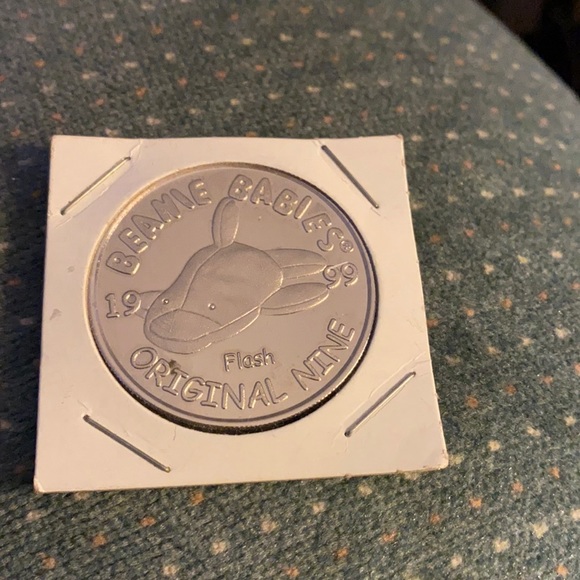 BEANIE BABIES®
1999
Flash
ORIGINAL NINE